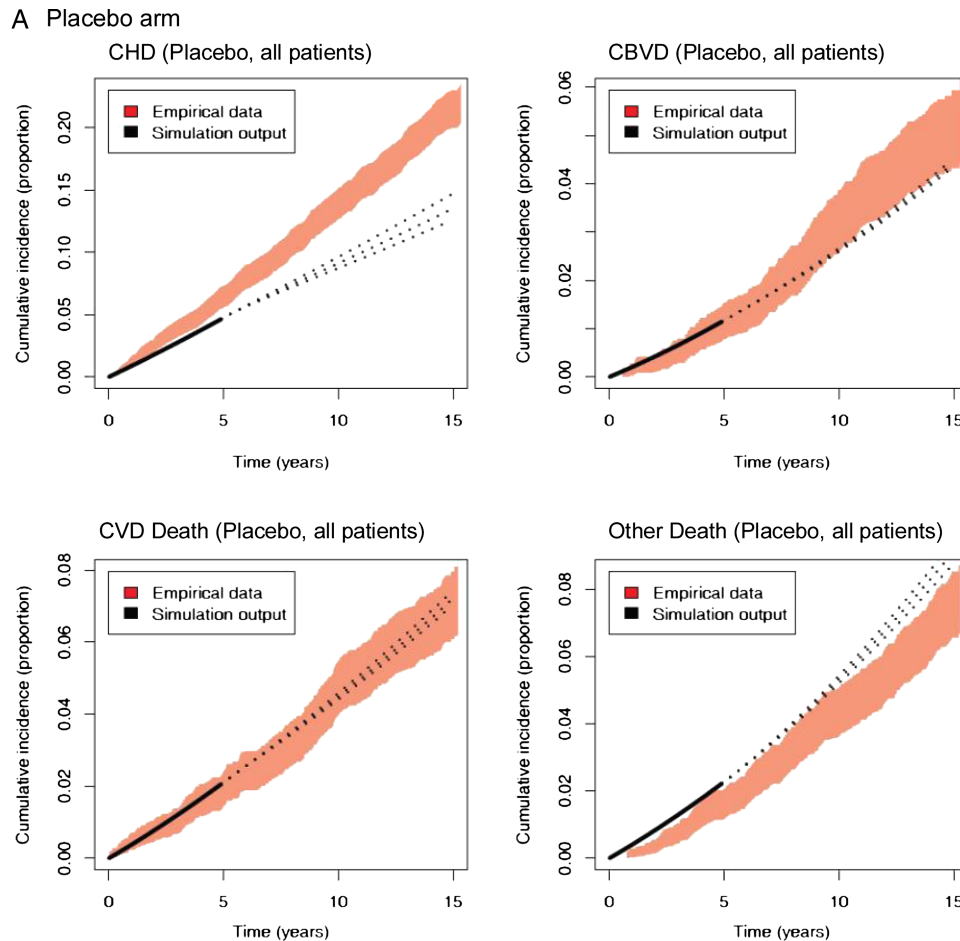 A Placebo arm
CHD (Placebo, all patients)
Empirical data
Simulation output
Cumulative incidence (proportion)
0.20
0.15
0.10
0.05
0.00
0 5 10 15
Time (years)
CBVD (Placebo, all patients)
Empirical data
Simulation output
Cumulative incidence (proportion)
0.06
0.04
0.02
0.00
0 5 10 15
Time (years)
CVD Death (Placebo, all patients)
Empirical data
Simulation output
Cumulative incidence (proportion)
0.08
0.06
0.04
0.02
0.00
0 5 10 15
Time (years)
Other Death (Placebo, all patients)
Empirical data
Simulation output
Cumulative incidence (proportion)
0.08
0.06
0.04
0.02
0.00
0 5 10 15
Time (years)